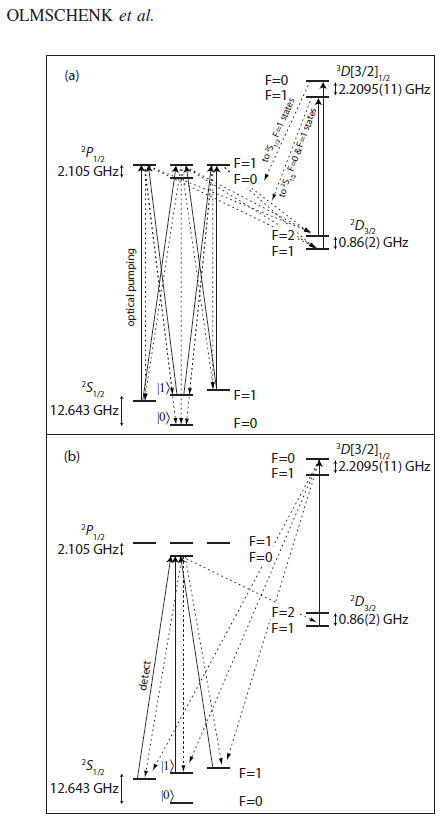 OLMSCHENK et al.
(a)
F=0
³D[3/2]₁/₂
F=1
↕2.2095(11) GHz
to ²S₁/₂ F=1 states
to ²S₁/₂ F=0 & F=1 states
²P₁/₂
2.105 GHz↕
F=1
F=0
²D₃/₂
F=2
↕0.86(2) GHz
F=1
optical pumping
²S₁/₂
|1⟩
F=1
12.643 GHz
|0⟩
F=0
(b)
³D[3/2]₁/₂
F=0
F=1
↕2.2095(11) GHz
²P₁/₂
2.105 GHz↕
F=1
F=0
²D₃/₂
F=2
↕0.86(2) GHz
F=1
detect
²S₁/₂
|1⟩
F=1
12.643 GHz
|0⟩
F=0